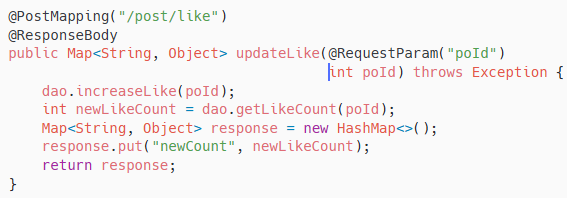 @PostMapping("/post/like")
@ResponseBody
public Map<String, Object> updateLike(@RequestParam("poId")
                                       int poId) throws Exception {
    dao.increaseLike(poId);
    int newLikeCount = dao.getLikeCount(poId);
    Map<String, Object> response = new HashMap<>();
    response.put("newCount", newLikeCount);
    return response;
}